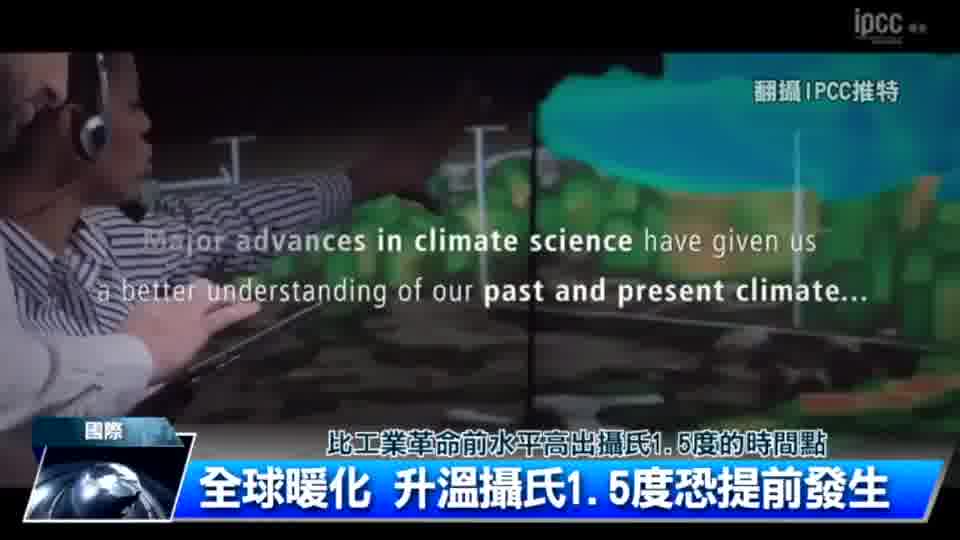 ipcc
翻攝IPCC推特
Major advances in climate science have given us
a better understanding of our past and present climate...
國際
比工業革命前水平高出攝氏1.5度的時間點
全球暖化 升溫攝氏1.5度恐提前發生